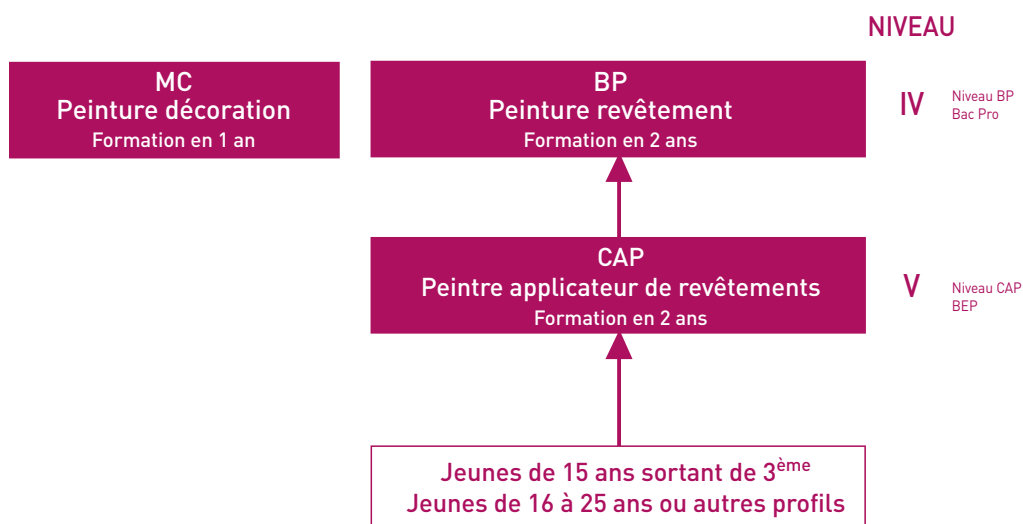 NIVEAU
MC
Peinture décoration
Formation en 1 an
BP
Peinture revêtement
Formation en 2 ans
IV
Niveau BP
Bac Pro
CAP
Peintre applicateur de revêtements
Formation en 2 ans
V
Niveau CAP
BEP
Jeunes de 15 ans sortant de 3ème
Jeunes de 16 à 25 ans ou autres profils